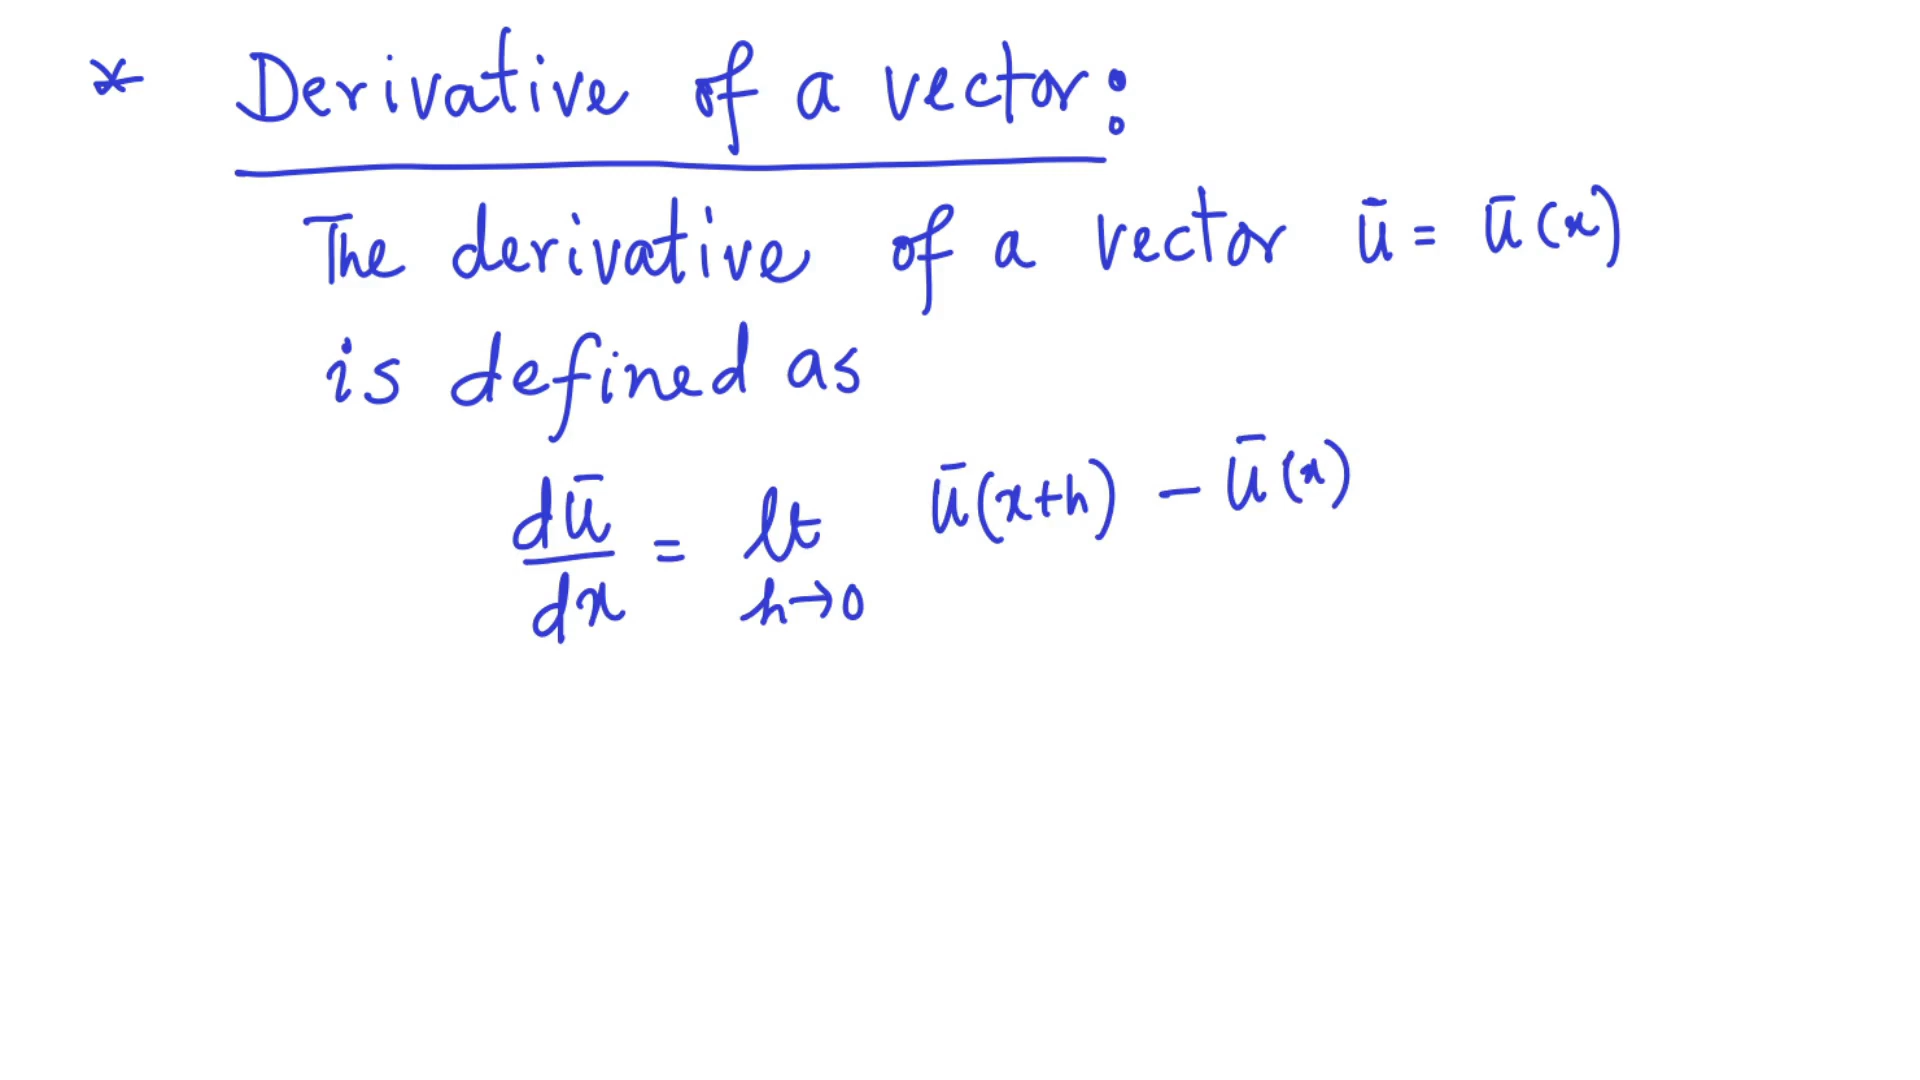 * Derivative of a vector:
The derivative of a vector ū = ū(x)
is defined as
dū/dx = lt h→0 ū(x+h) - ū(x)